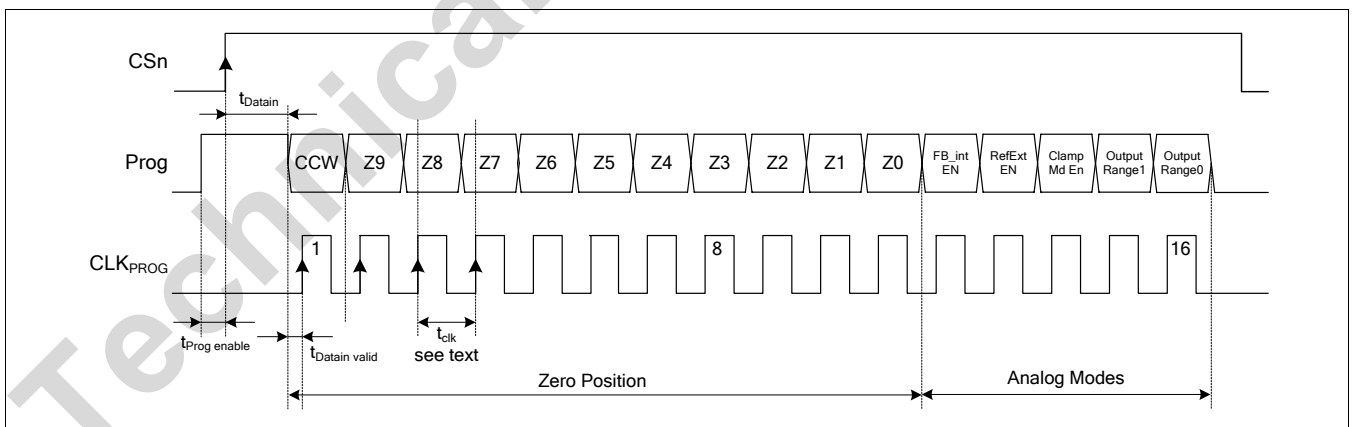 CSn
tDatain
Prog
CCW Z9 Z8 Z7 Z6 Z5 Z4 Z3 Z2 Z1 Z0
FB_int
EN
RefExt
EN
Clamp
Md En
Output
Range1
Output
Range0
CLKPROG
1 8 16
tProg enable
tDatain valid
tclk
see text
Zero Position
Analog Modes
Technical